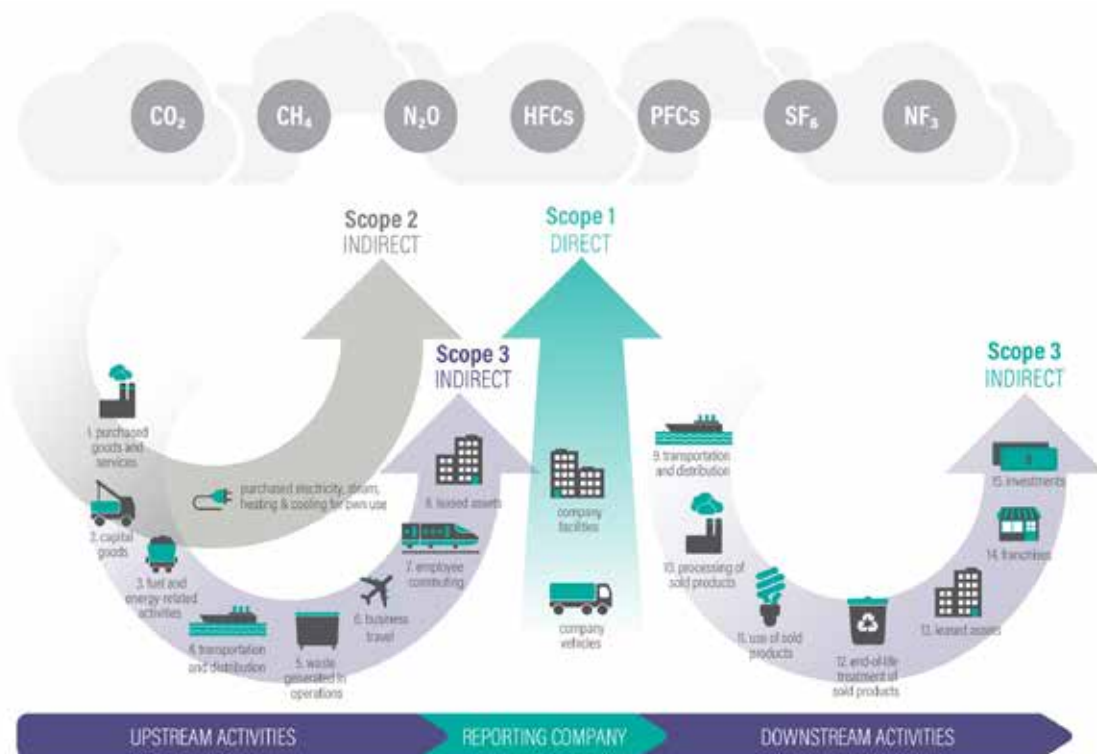 CO₂
CH₄
N₂O
HFCs
PFCs
SF₆
NF₃
Scope 2
INDIRECT
Scope 1
DIRECT
Scope 3
INDIRECT
Scope 3
INDIRECT
1. purchased
goods and
services
2. capital
goods
3. fuel and
energy related
activities
purchased electricity, steam,
heating & cooling for own use
4. transportation
and distribution
5. waste
generated in
operations
6. business
travel
7. employee
commuting
8. leased assets
company
facilities
company
vehicles
9. transportation
and distribution
10. processing of
sold products
11. use of sold
products
12. end-of-life
treatment of
sold products
13. leased assets
14. franchises
15. investments
UPSTREAM ACTIVITIES
REPORTING COMPANY
DOWNSTREAM ACTIVITIES